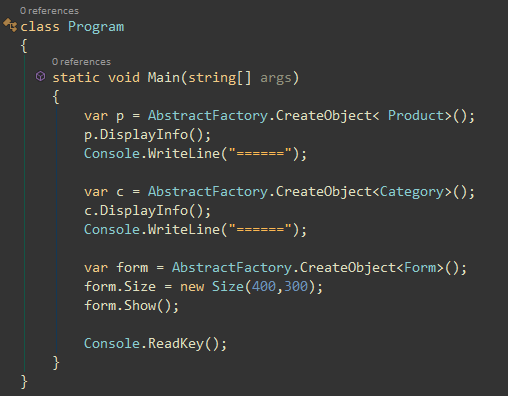 0 references
class Program
{
0 references
static void Main(string[] args)
{
var p = AbstractFactory.CreateObject< Product>();
p.DisplayInfo();
Console.WriteLine("======");
var c = AbstractFactory.CreateObject<Category>();
c.DisplayInfo();
Console.WriteLine("======");
var form = AbstractFactory.CreateObject<Form>();
form.Size = new Size(400,300);
form.Show();
Console.ReadKey();
}
}